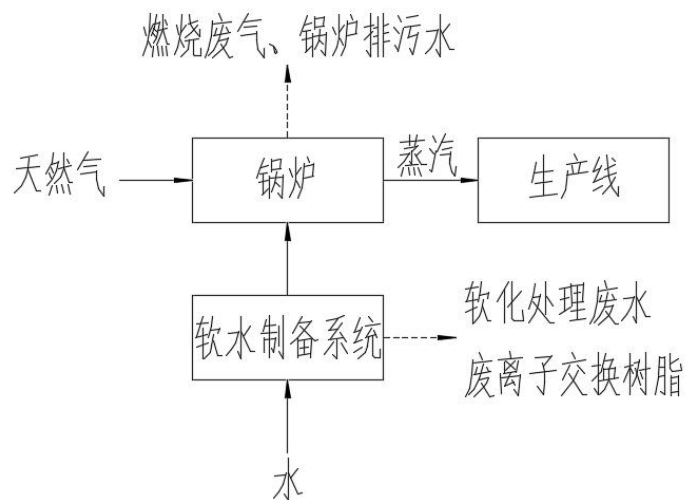 燃烧废气、锅炉排污水
天然气
锅炉
蒸汽
生产线
软水制备系统
软化处理废水
废离子交换树脂
水